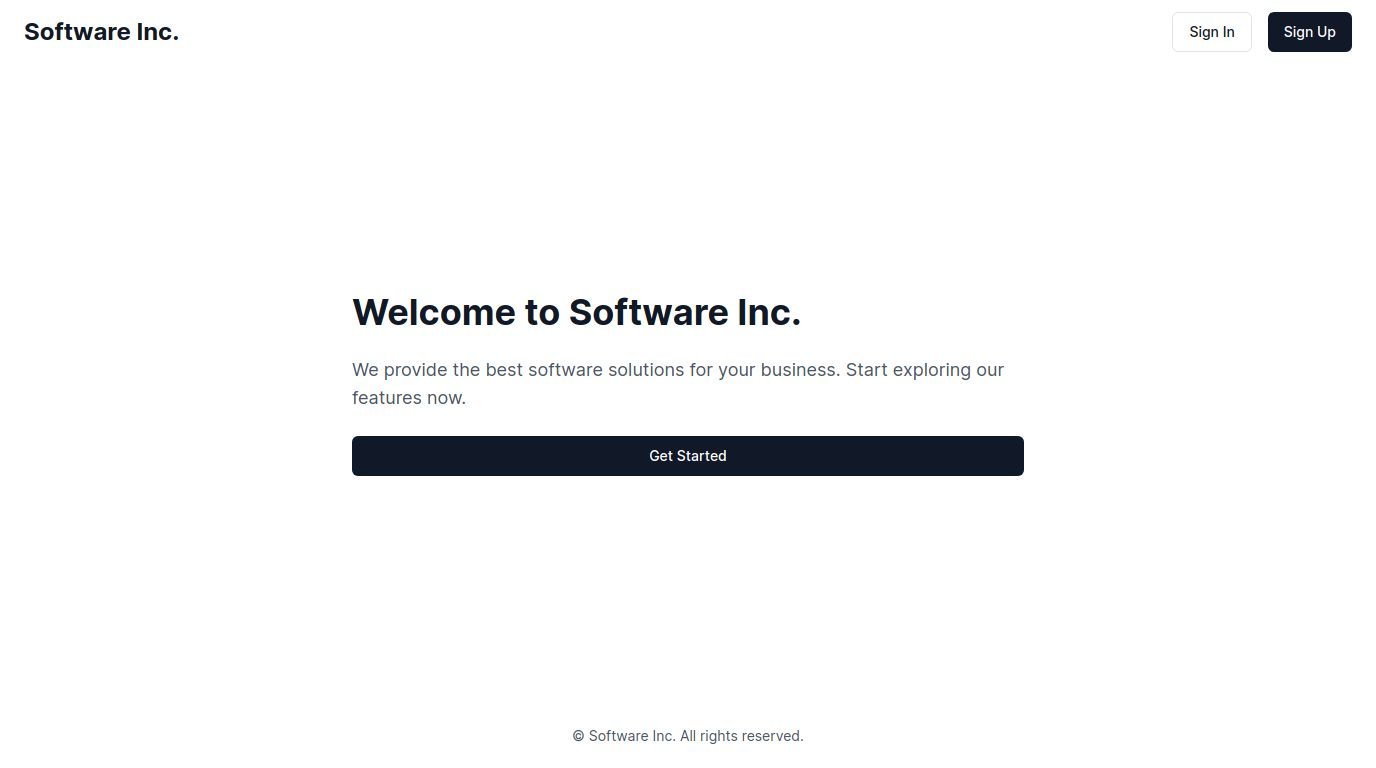 Software Inc.
Sign In
Sign Up
Welcome to Software Inc.
We provide the best software solutions for your business. Start exploring our
features now.
Get Started
© Software Inc. All rights reserved.